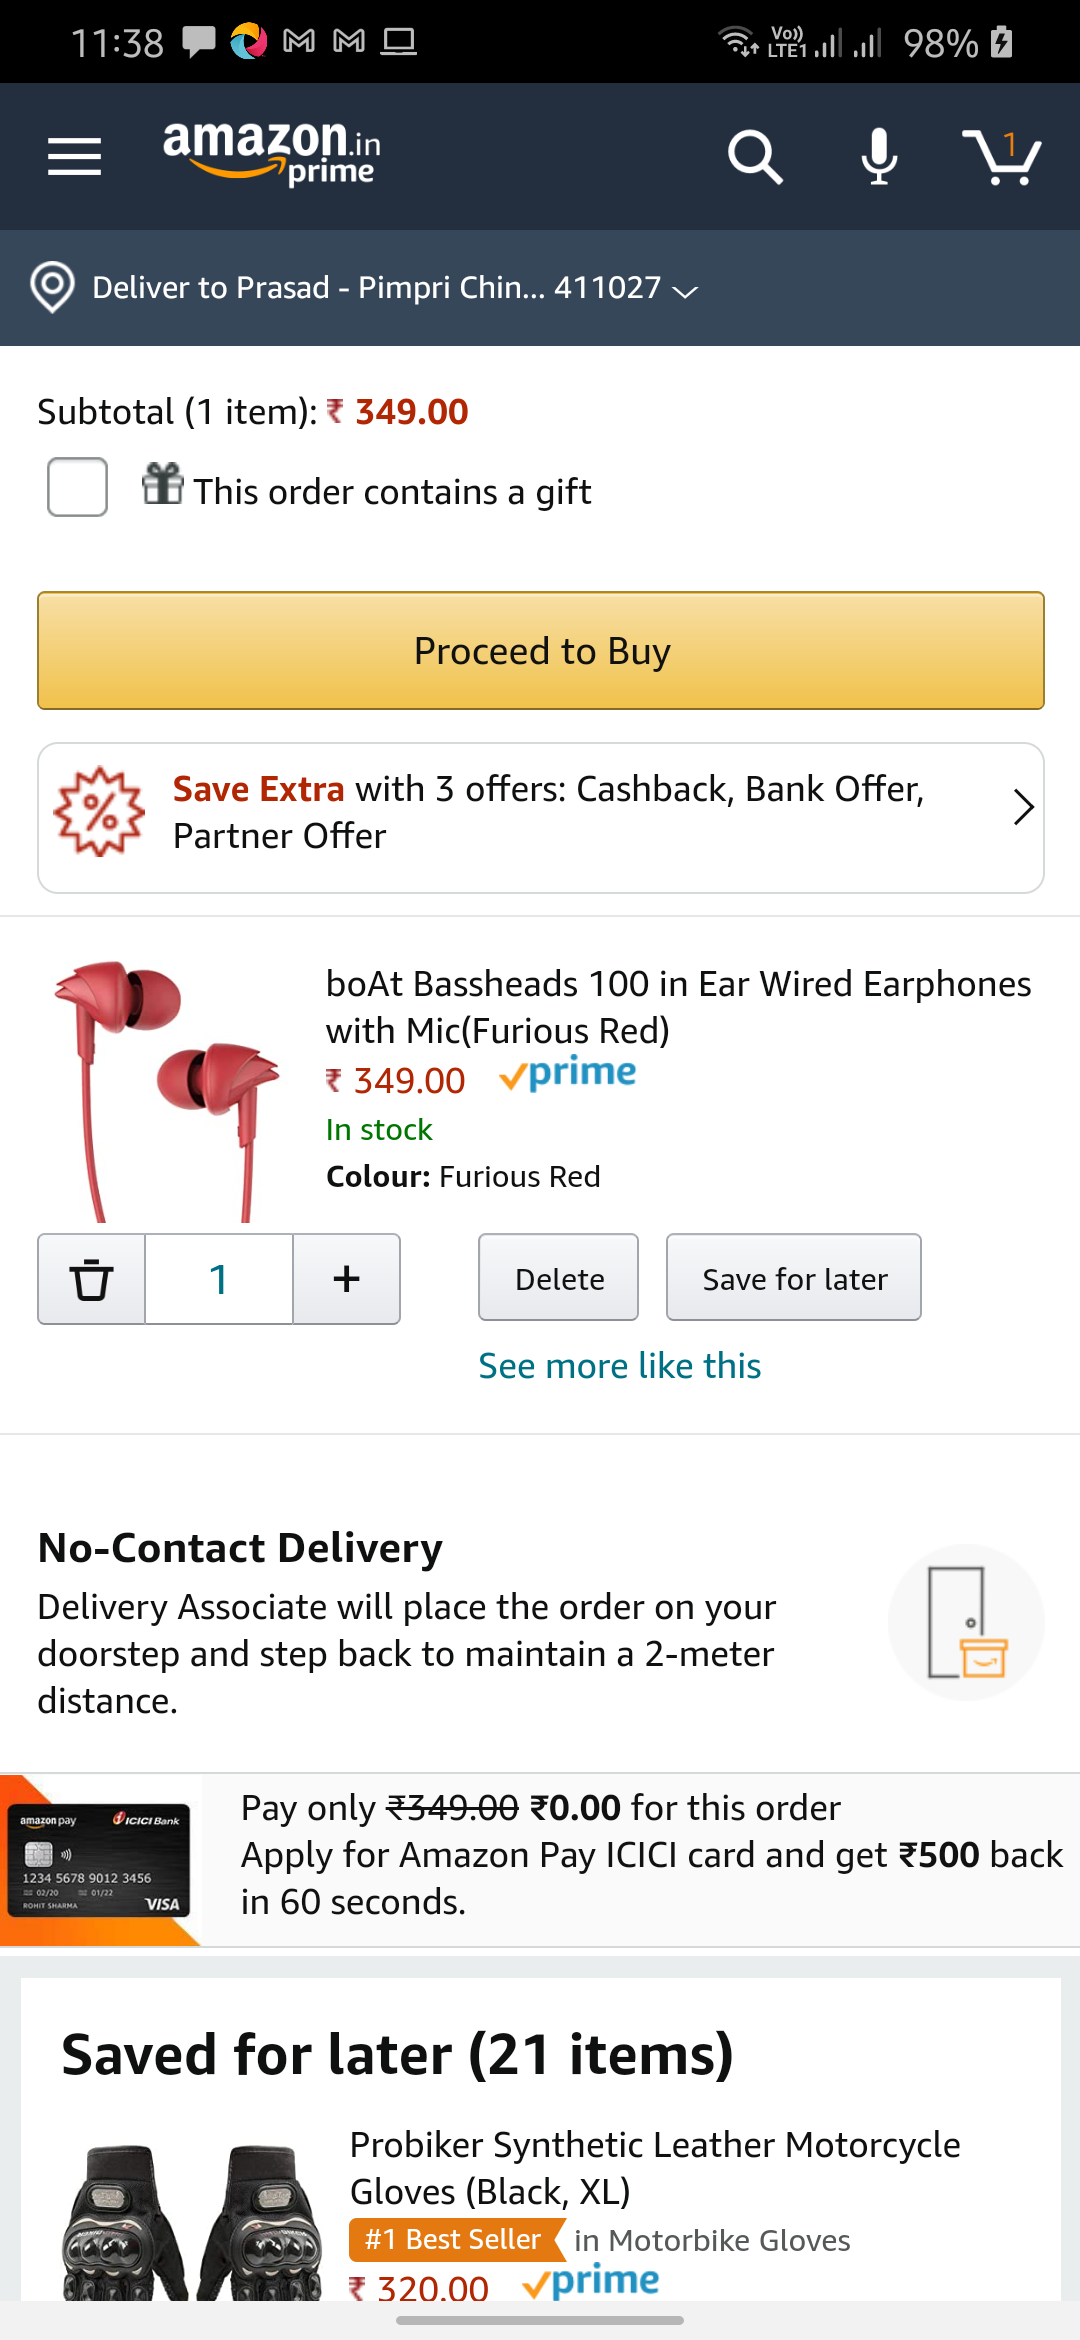 11:38
Vo)) LTE1 98%
amazon.in
prime
1
Deliver to Prasad - Pimpri Chin... 411027
Subtotal (1 item): ₹ 349.00
This order contains a gift
Proceed to Buy
Save Extra with 3 offers: Cashback, Bank Offer,
Partner Offer
boAt Bassheads 100 in Ear Wired Earphones
with Mic(Furious Red)
₹ 349.00 prime
In stock
Colour: Furious Red
1 +
Delete
Save for later
See more like this
No-Contact Delivery
Delivery Associate will place the order on your
doorstep and step back to maintain a 2-meter
distance.
amazon pay ICICI Bank
1234 5678 9012 3456
02/20 01/22
ROHIT SHARMA VISA
Pay only ₹349.00 ₹0.00 for this order
Apply for Amazon Pay ICICI card and get ₹500 back
in 60 seconds.
Saved for later (21 items)
Probiker Synthetic Leather Motorcycle
Gloves (Black, XL)
#1 Best Seller in Motorbike Gloves
₹ 320.00 prime